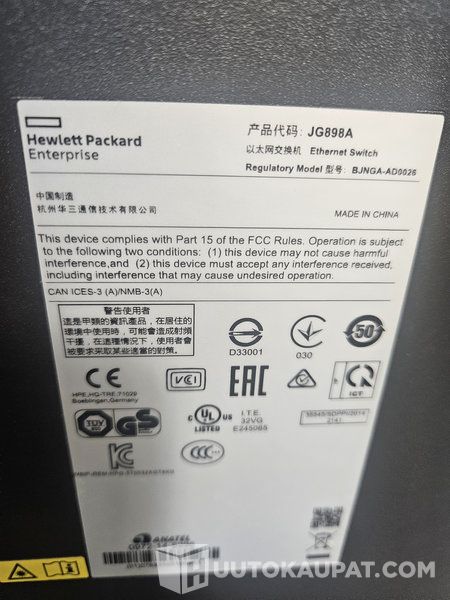 Hewlett Packard
Enterprise
产品代码: JG898A
以太网交换机 Ethernet Switch
Regulatory Model 型号: BJNGA-AD0026
中国制造
杭州华三通信技术有限公司
MADE IN CHINA
This device complies with Part 15 of the FCC Rules. Operation is subject
to the following two conditions: (1) this device may not cause harmful
interference,and (2) this device must accept any interference received,
including interference that may cause undesired operation.
CAN ICES-3 (A)/NMB-3(A)
警告使用者
這是甲類的資訊產品，在居住的
環境中使用時，可能會造成射頻
干擾，在這種情況下，使用者會
被要求採取某些適當的對策。
D33001
030
50
CE
HPE,HQ-TRE,71029
Boeblingen,Germany
VCI
EAC
ICT
TÜV
GS
UL
LISTED
I.T.E.
32VG
E245085
CCC
ANATEL
HUUTOKAUPAT.COM